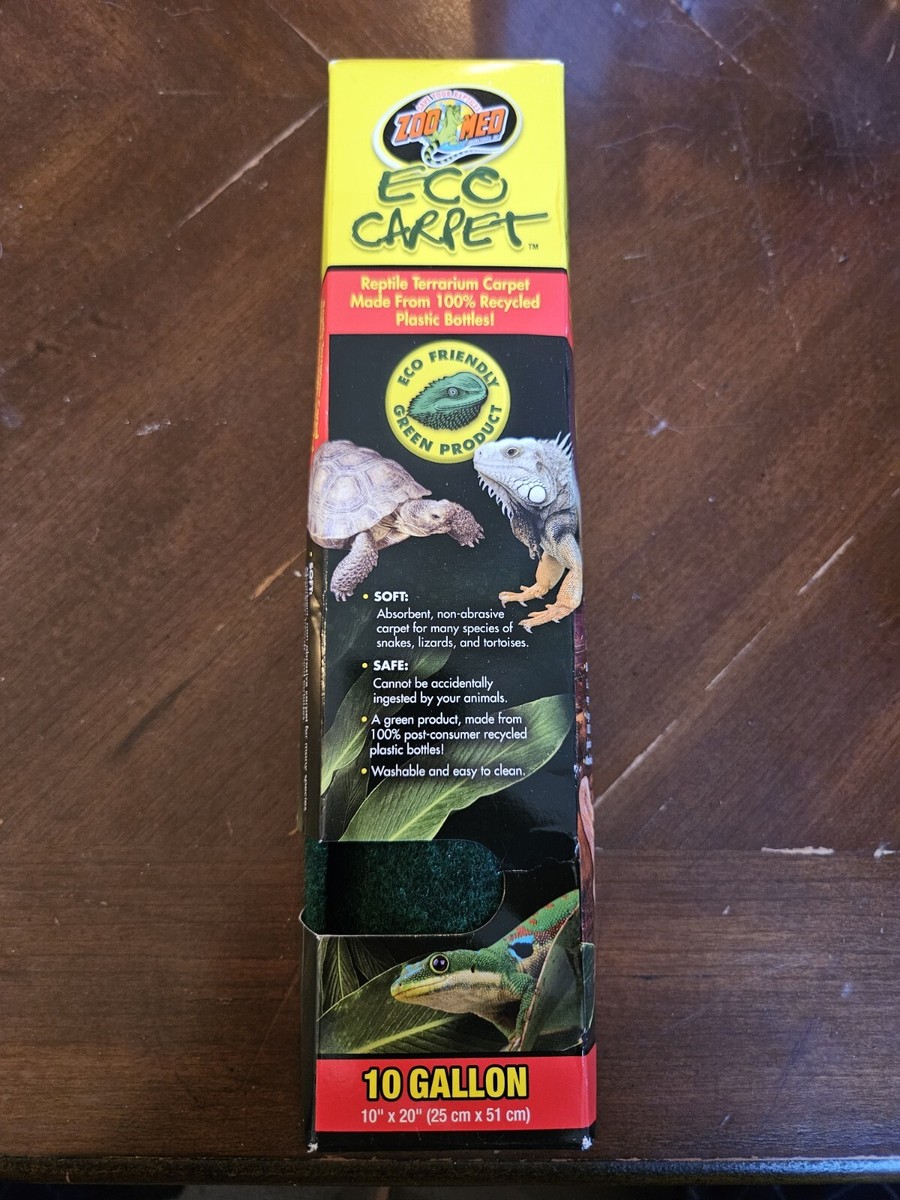 ZOO MED
ECO
CARPET™
Reptile Terrarium Carpet
Made From 100% Recycled
Plastic Bottles!
ECO FRIENDLY
GREEN PRODUCT
• SOFT:
Absorbent, non-abrasive
carpet for many species of
snakes, lizards, and tortoises.
• SAFE:
Cannot be accidentally
ingested by your animals.
• A green product, made from
100% post-consumer recycled
plastic bottles!
• Washable and easy to clean.
10 GALLON
10" x 20" (25 cm x 51 cm)